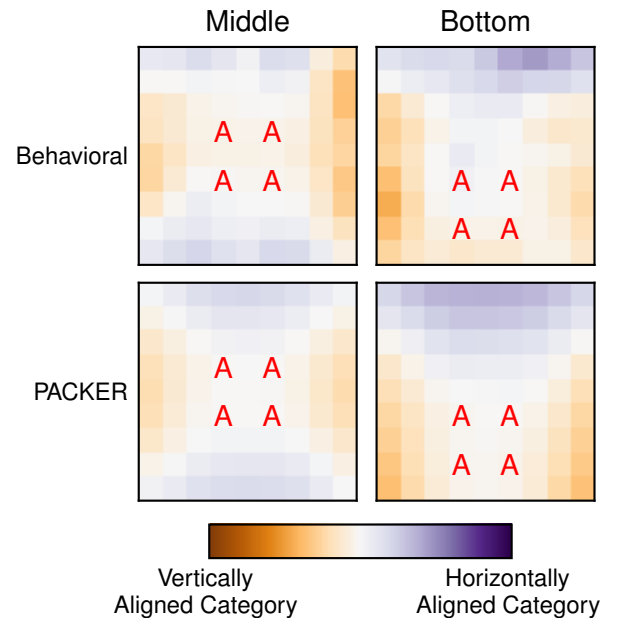 Middle Bottom
Behavioral
A A A A
A A
A A
A A
PACKER
A A
A A A A
A A
Vertically Horizontally
Aligned Category Aligned Category